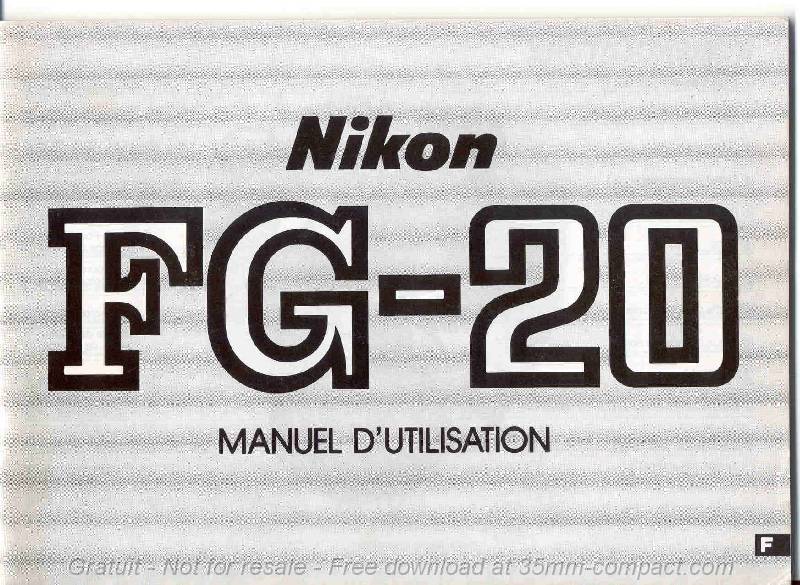 Nikon
FG-20
MANUEL D'UTILISATION
F
Gratuit - Not for resale - Free download at 35mm-compact.com